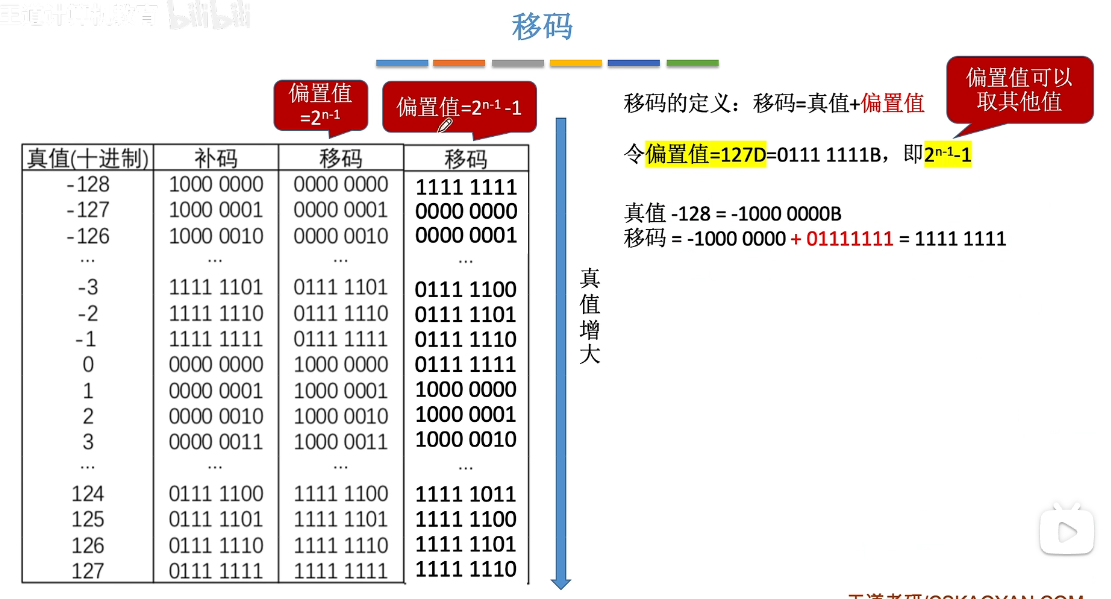 bilibili
移码
偏置值
=2ⁿ⁻¹
偏置值=2ⁿ⁻¹ -1
偏置值可以
取其他值
移码的定义：移码=真值+偏置值
令偏置值=127D=0111 1111B，即2ⁿ⁻¹-1
真值 -128 = -1000 0000B
移码 = -1000 0000 + 01111111 = 1111 1111
真值(十进制) 补码 移码 移码
-128 1000 0000 0000 0000 1111 1111
-127 1000 0001 0000 0001 0000 0000
-126 1000 0010 0000 0010 0000 0001
... ... ... ...
-3 1111 1101 0111 1101 0111 1100
-2 1111 1110 0111 1110 0111 1101
-1 1111 1111 0111 1111 0111 1110
0 0000 0000 1000 0000 0111 1111
1 0000 0001 1000 0001 1000 0000
2 0000 0010 1000 0010 1000 0001
3 0000 0011 1000 0011 1000 0010
... ... ... ...
124 0111 1100 1111 1100 1111 1011
125 0111 1101 1111 1101 1111 1100
126 0111 1110 1111 1110 1111 1101
127 0111 1111 1111 1111 1111 1110
真
值
增
大
王道考研/CSKAOYAN.COM